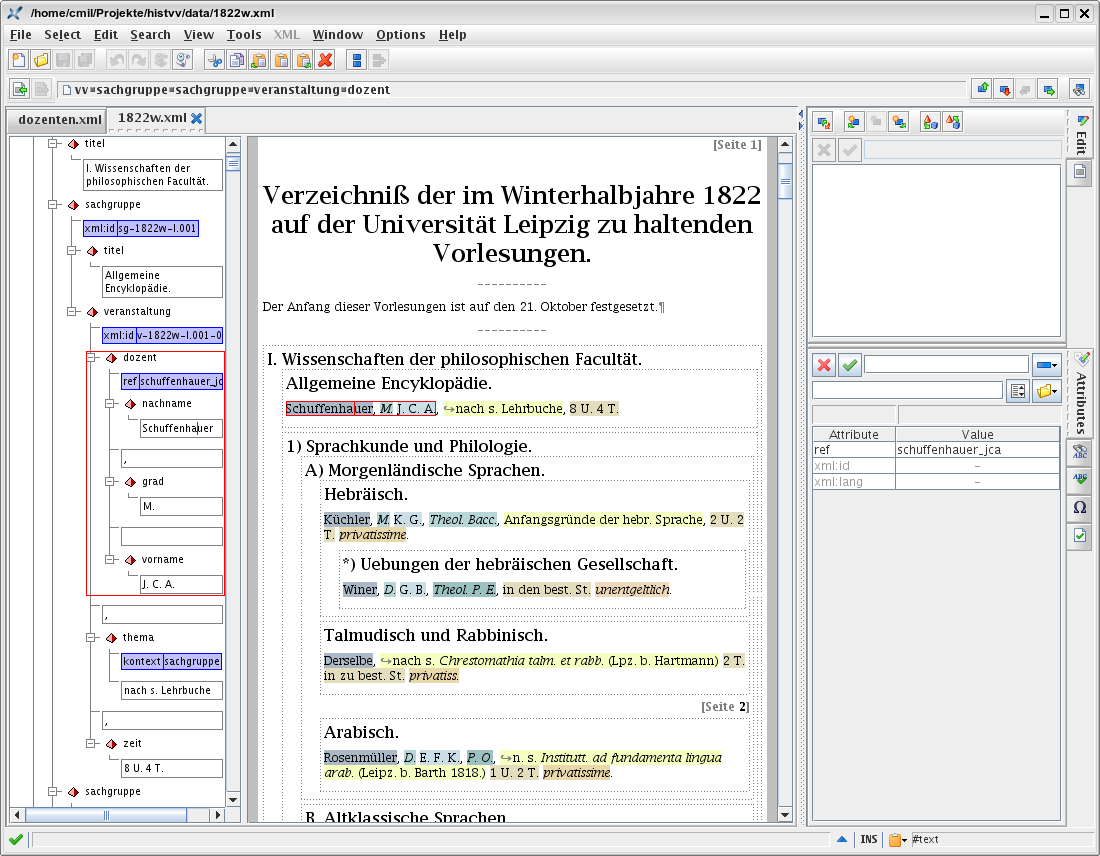 /home/cmil/Projekte/histvv/data/1822w.xml
File Select Edit Search View Tools XML Window Options Help
vv sachgruppe sachgruppe veranstaltung dozent
dozenten.xml 1822w.xml
titel
I. Wissenschaften der
philosophischen Facultät.
sachgruppe
xml:id sg-1822w-I.001
titel
Allgemeine
Encyklopädie.
veranstaltung
xml:id v-1822w-I.001-0
dozent
ref schuffenhauer_jc
nachname
Schuffenhauer
,
grad
M.
vorname
J. C. A.
,
thema
kontext sachgruppe
nach s. Lehrbuche
,
zeit
8 U. 4 T.
sachgruppe
[Seite 1]
Verzeichniß der im Winterhalbjahre 1822
auf der Universität Leipzig zu haltenden
Vorlesungen.
----------
Der Anfang dieser Vorlesungen ist auf den 21. Oktober festgesetzt.¶
----------
I. Wissenschaften der philosophischen Facultät.
Allgemeine Encyklopädie.
Schuffenhauer, M. J. C. A., ↪nach s. Lehrbuche, 8 U. 4 T.
1) Sprachkunde und Philologie.
A) Morgenländische Sprachen.
Hebräisch.
Küchler, M. K. G., Theol. Bacc., Anfangsgründe der hebr. Sprache, 2 U. 2
T. privatissime.
*) Uebungen der hebräischen Gesellschaft.
Winer, D. G. B., Theol. P. E., in den best. St. unentgeltlich.
Talmudisch und Rabbinisch.
Derselbe, ↪nach s. Chrestomathia talm. et rabb. (Lpz. b. Hartmann) 2 T.
in zu best. St. privatiss.
[Seite 2]
Arabisch.
Rosenmüller, D. E. F. K., P. O., ↪n. s. Institutt. ad fundamenta lingua
arab. (Leipz. b. Barth 1818.) 1 U. 2 T. privatissime.
B. Altklassische Sprachen
Edit
Attributes
Attribute Value
ref schuffenhauer_jca
xml:id –
xml:lang –
ABC
ABC
Ω
INS #text